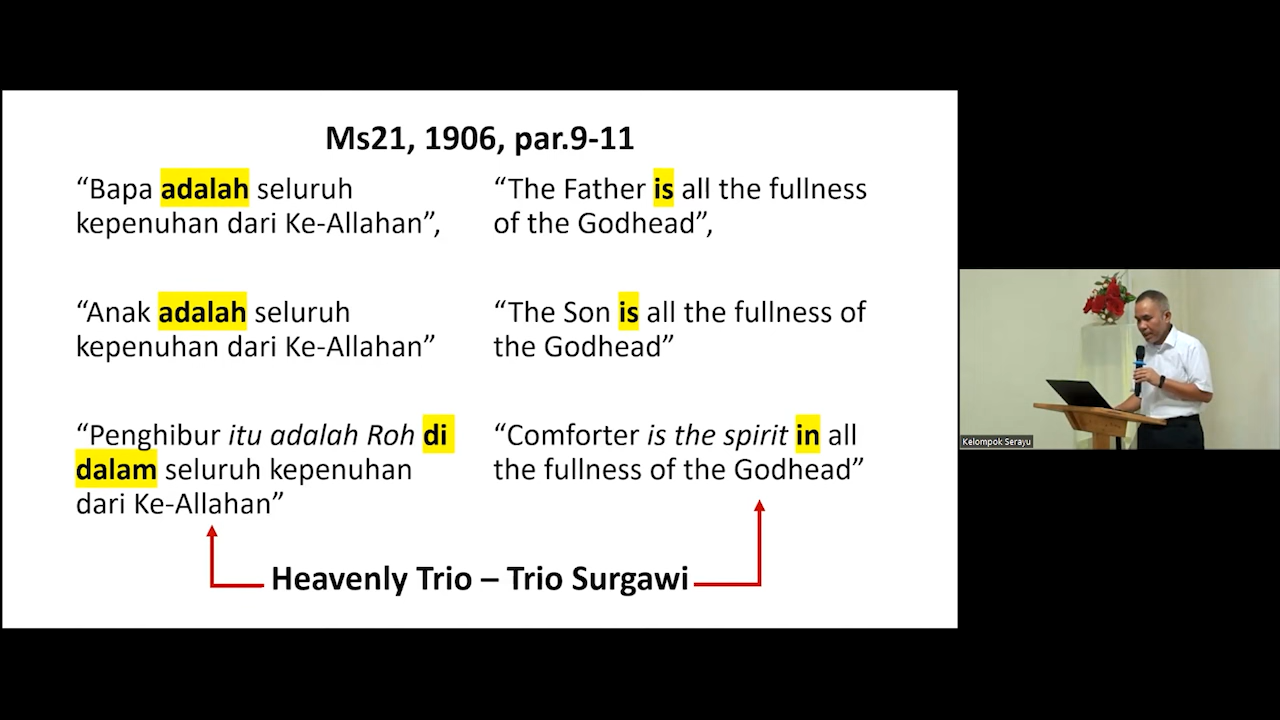 Ms21, 1906, par.9-11
“Bapa adalah seluruh
kepenuhan dari Ke-Allahan”,
“The Father is all the fullness
of the Godhead”,
“Anak adalah seluruh
kepenuhan dari Ke-Allahan”
“The Son is all the fullness of
the Godhead”
“Penghibur itu adalah Roh di
dalam seluruh kepenuhan
dari Ke-Allahan”
“Comforter is the spirit in all
the fullness of the Godhead”
Heavenly Trio – Trio Surgawi
Kelompok Serayu